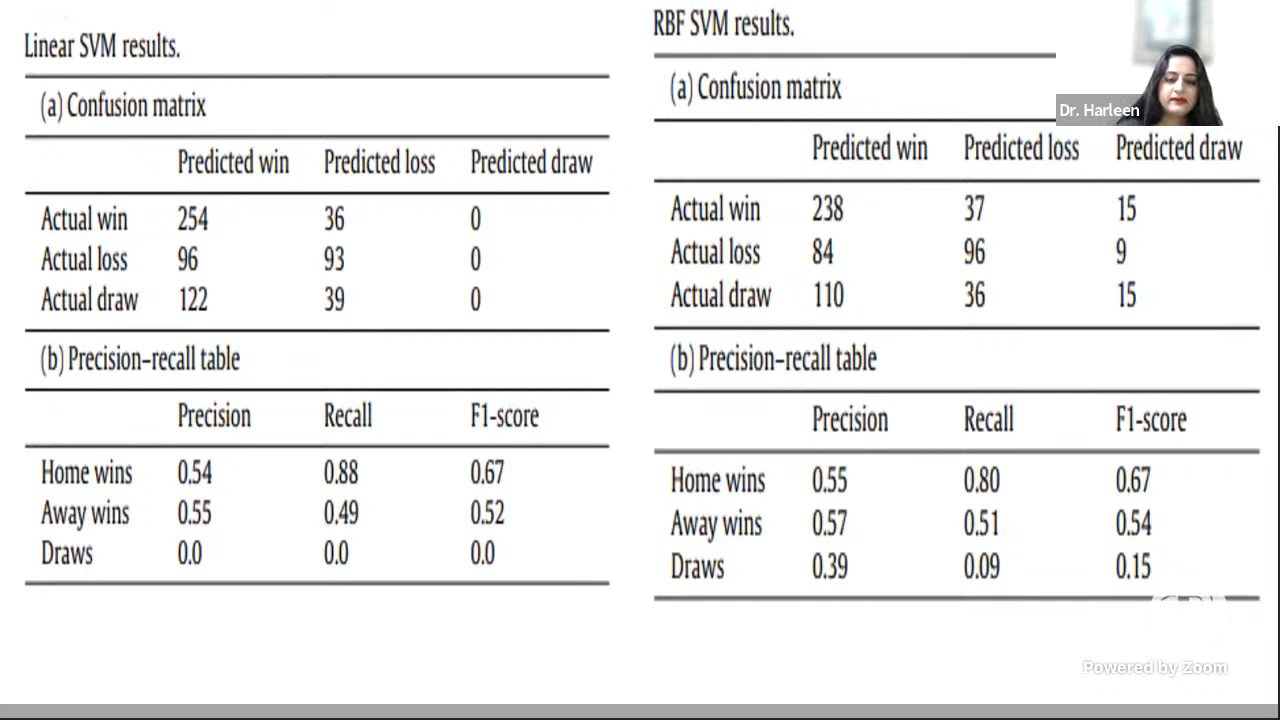 Linear SVM results.
(a) Confusion matrix
Predicted win Predicted loss Predicted draw
Actual win 254 36 0
Actual loss 96 93 0
Actual draw 122 39 0
(b) Precision–recall table
Precision Recall F1-score
Home wins 0.54 0.88 0.67
Away wins 0.55 0.49 0.52
Draws 0.0 0.0 0.0
RBF SVM results.
(a) Confusion matrix
Predicted win Predicted loss Predicted draw
Actual win 238 37 15
Actual loss 84 96 9
Actual draw 110 36 15
(b) Precision–recall table
Precision Recall F1-score
Home wins 0.55 0.80 0.67
Away wins 0.57 0.51 0.54
Draws 0.39 0.09 0.15
Dr. Harleen
Powered by Zoom